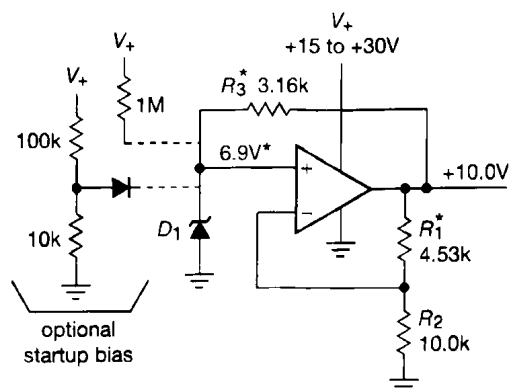 V+
V+
+15 to +30V
V+
R3* 3.16k
1M
100k
6.9V*
+
−
+10.0V
D1
R1*
4.53k
10k
R2
10.0k
optional
startup bias